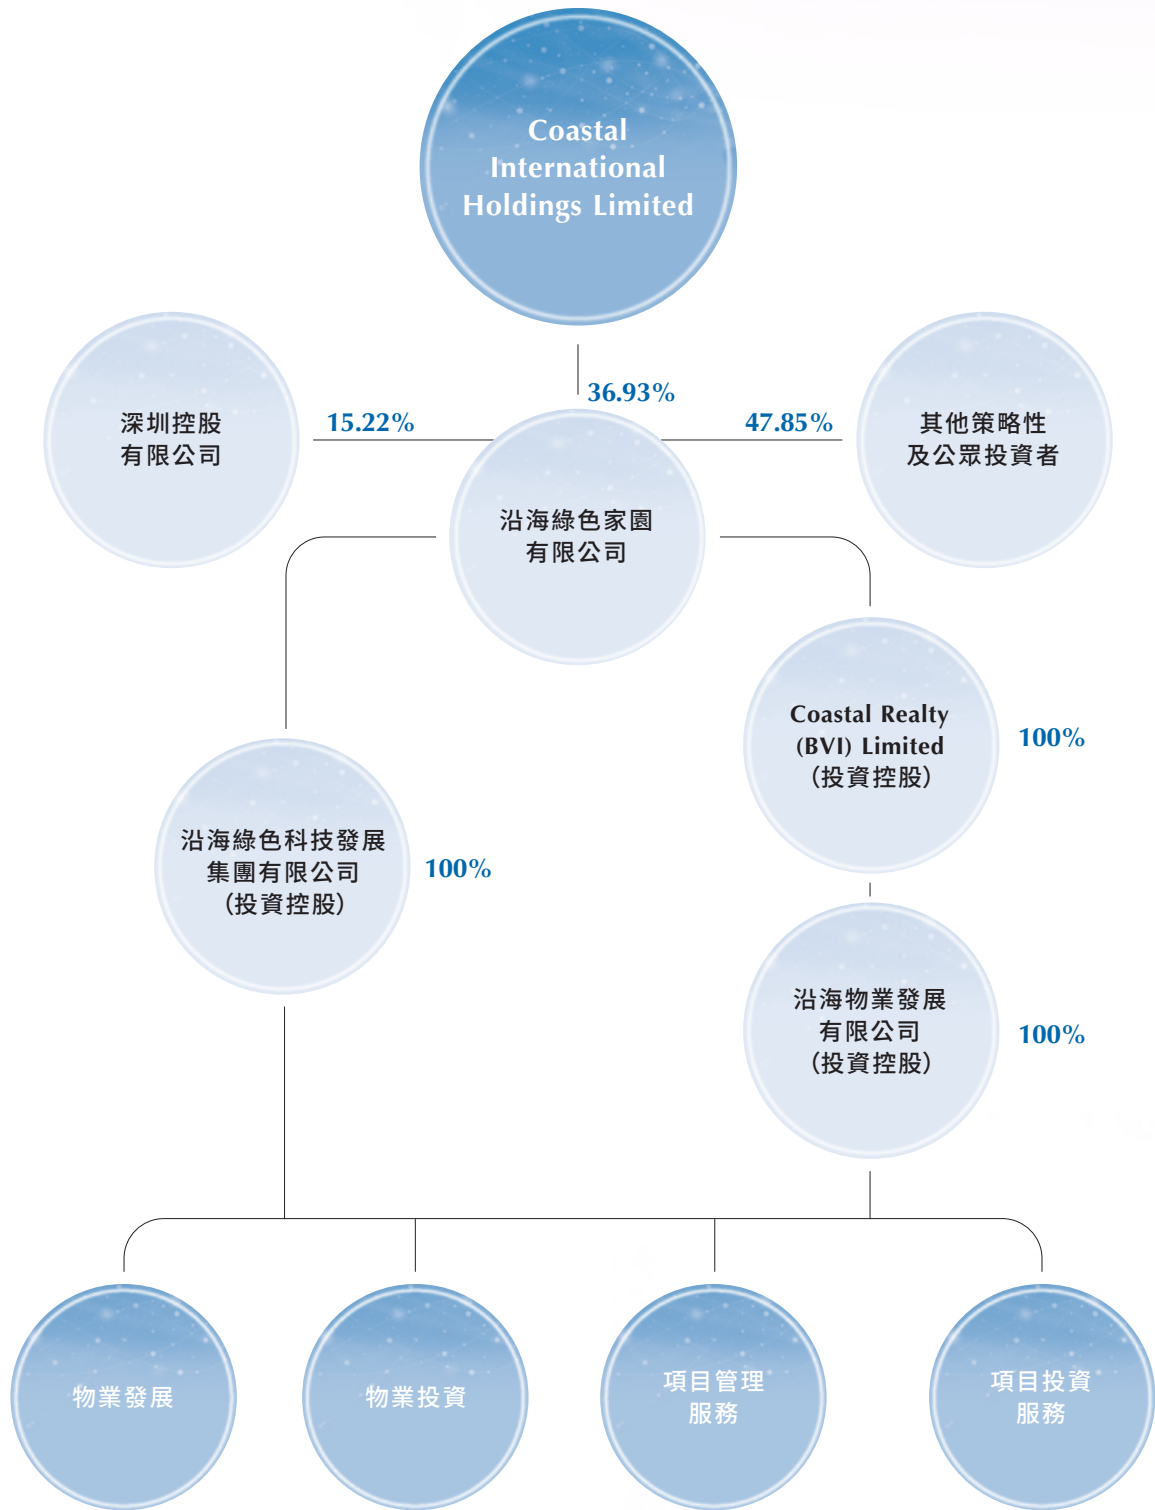 Coastal
International
Holdings Limited
36.93%
深圳控股
有限公司
15.22%
47.85%
其他策略性
及公眾投資者
沿海綠色家園
有限公司
Coastal Realty
(BVI) Limited
（投資控股）
100%
沿海綠色科技發展
集團有限公司
（投資控股）
100%
沿海物業發展
有限公司
（投資控股）
100%
物業發展
物業投資
項目管理
服務
項目投資
服務